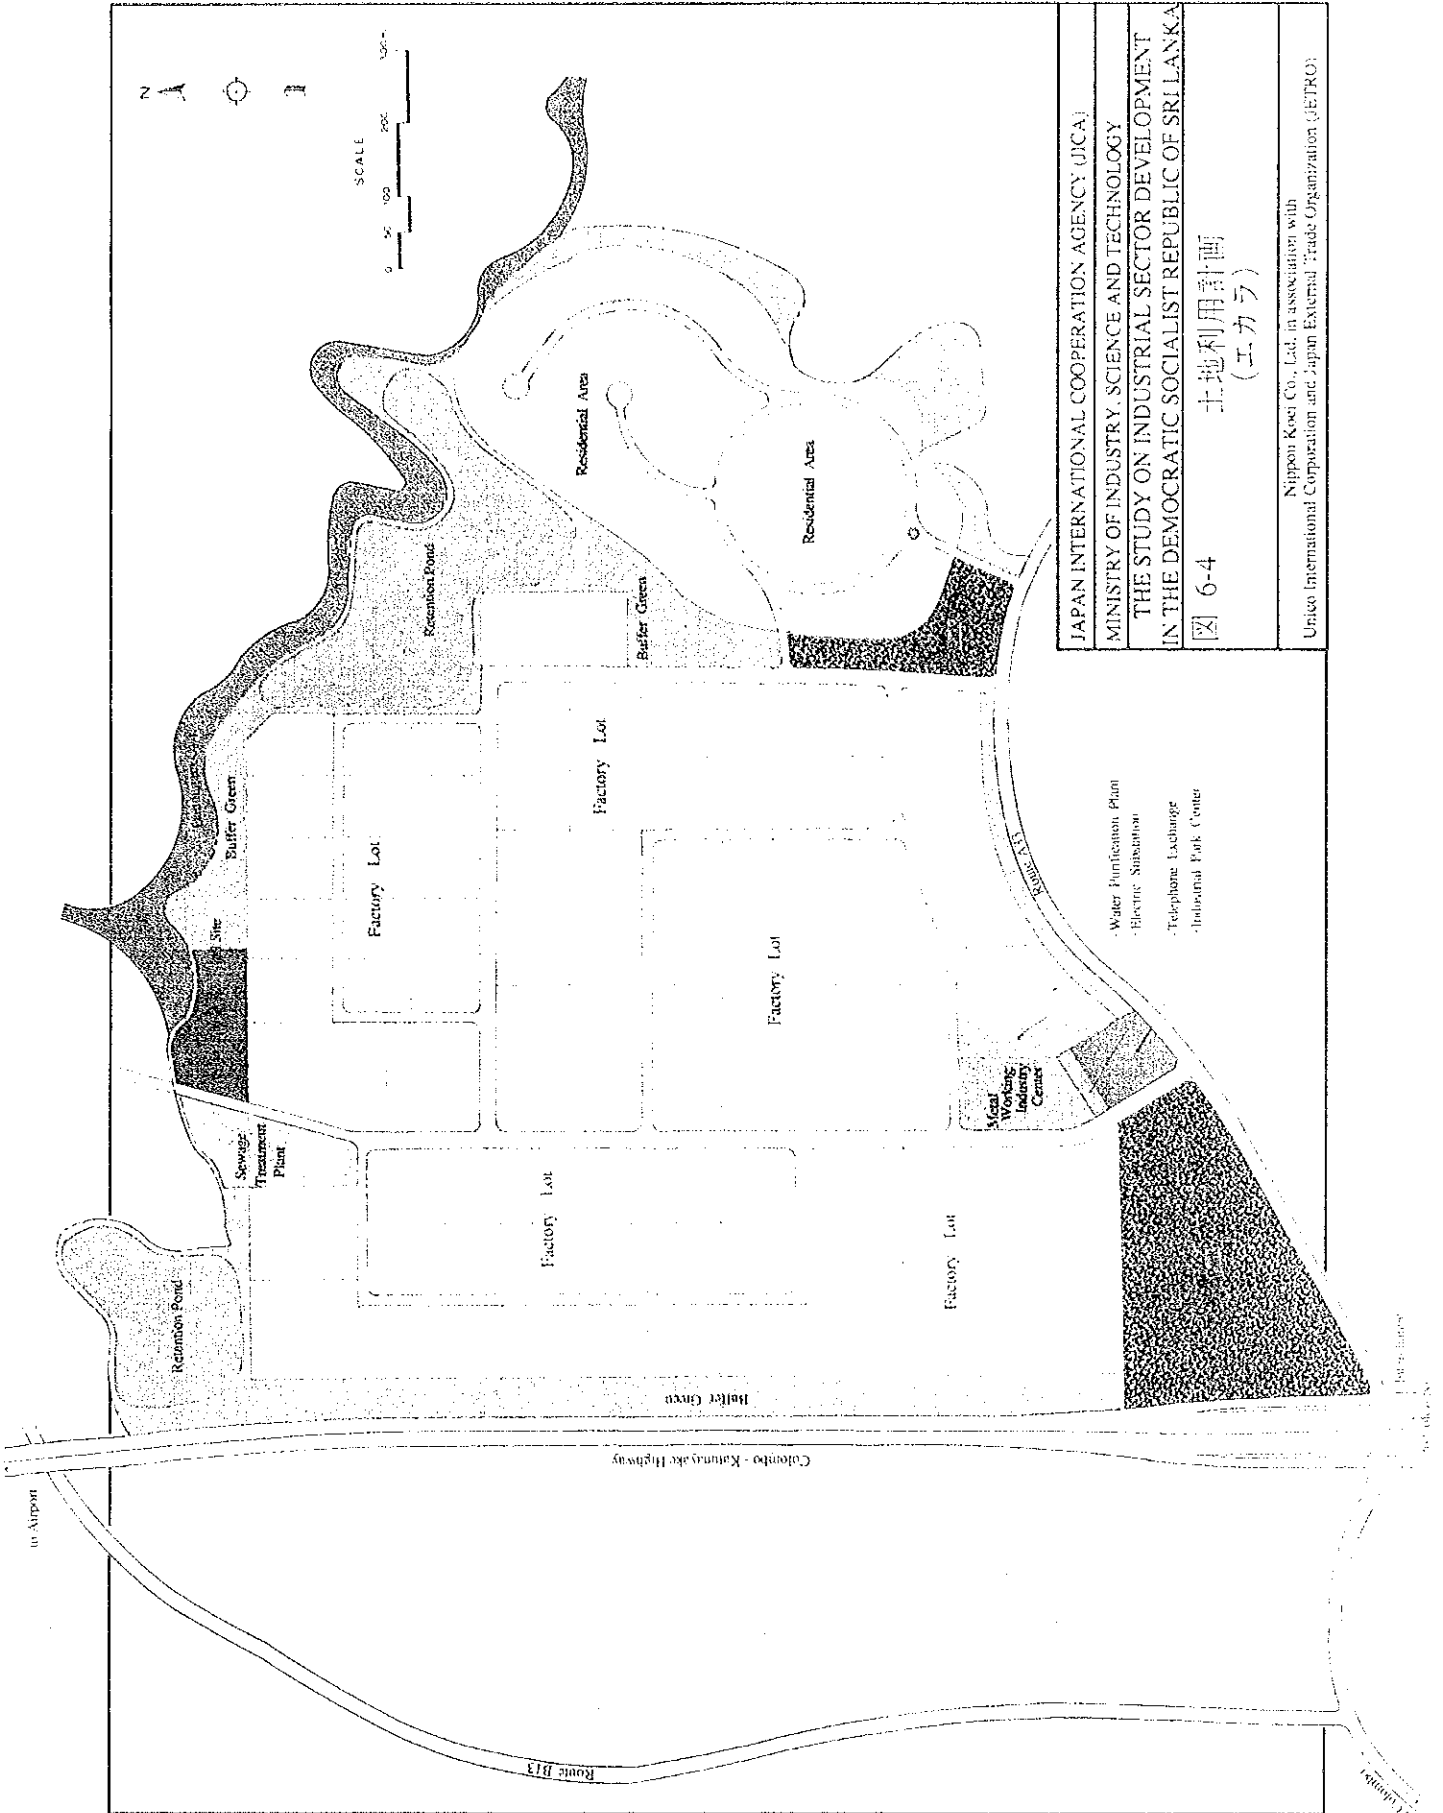 N
SCALE
0 50 100 200 300m
to Airport
Retention Pond
Sewage
Treatment
Plant
Site
Buffer Green
Retention Pond
Factory Lot
Factory Lot
Factory Lot
Factory Lot
Factory Lot
Buffer Green
Residential Area
Residential Area
Buffer Green
Colombo - Katunayake Highway
Route B13
Metal
Working
Industry
Center
Route A33
- Water Purification Plant
- Electric Substation
- Telephone Exchange
- Industrial Park Center
Colombo
JAPAN INTERNATIONAL COOPERATION AGENCY (JICA)
MINISTRY OF INDUSTRY, SCIENCE AND TECHNOLOGY
THE STUDY ON INDUSTRIAL SECTOR DEVELOPMENT
IN THE DEMOCRATIC SOCIALIST REPUBLIC OF SRI LANKA
図 6-4 土地利用計画
(エカラ)
Nippon Koei Co., Ltd. in association with
Unico International Corporation and Japan External Trade Organization (JETRO)